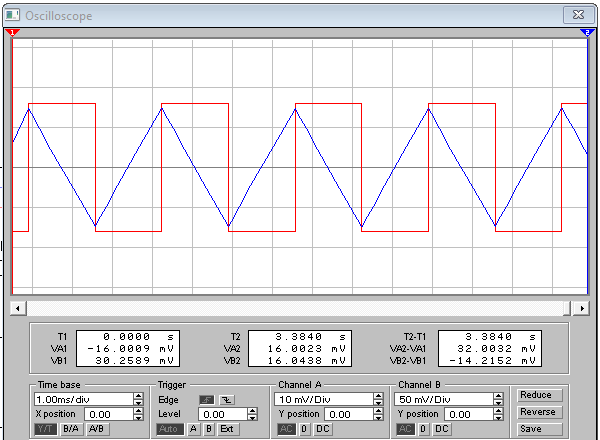 Oscilloscope
1 2
T1 0.0000 s T2 3.3840 s T2-T1 3.3840 s
VA1 -16.0009 mV VA2 16.0023 mV VA2-VA1 32.0032 mV
VB1 30.2589 mV VB2 16.0438 mV VB2-VB1 -14.2152 mV
Time base Trigger Channel A Channel B
1.00ms/div Edge 10 mV/Div 50 mV/Div Reduce
X position 0.00 Level 0.00 Y position 0.00 Y position 0.00 Reverse
Y/T B/A A/B Auto A B Ext AC 0 DC AC 0 DC Save